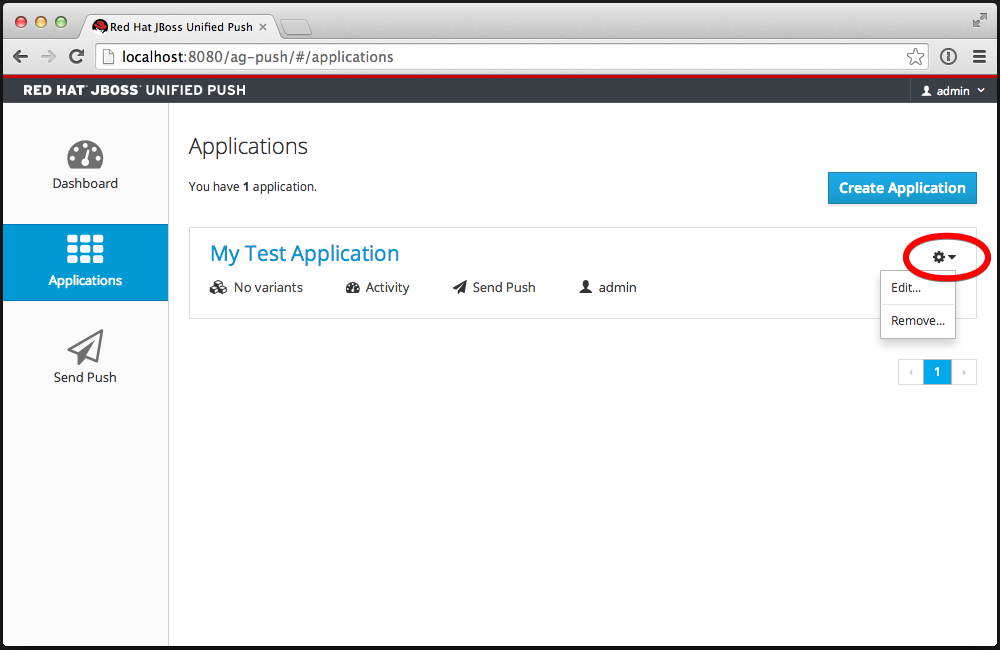 Red Hat JBoss Unified Push
localhost:8080/ag-push/#/applications
RED HAT® JBOSS® UNIFIED PUSH
admin
Dashboard
Applications
Send Push
Applications
You have 1 application.
Create Application
My Test Application
No variants Activity Send Push admin
Edit...
Remove...
‹ 1 ›